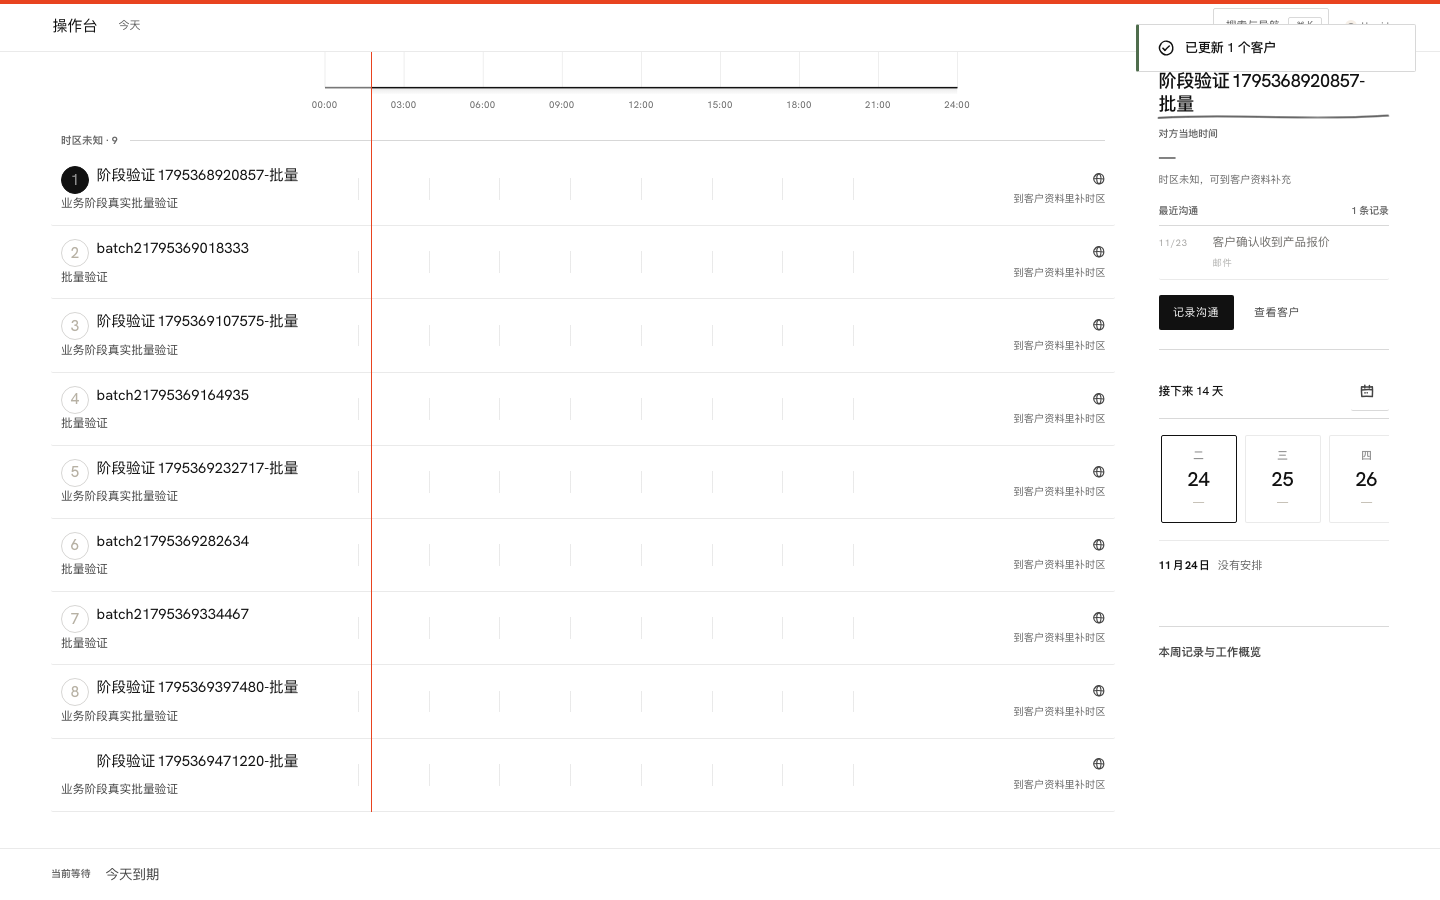 操作台
今天
已更新 1 个客户
00:00 03:00 06:00 09:00 12:00 15:00 18:00 21:00 24:00
时区未知 · 9
1 阶段验证 1795368920857-批量
业务阶段真实批量验证
到客户资料里补时区
2 batch21795369018333
批量验证
到客户资料里补时区
3 阶段验证 1795369107575-批量
业务阶段真实批量验证
到客户资料里补时区
4 batch21795369164935
批量验证
到客户资料里补时区
5 阶段验证 1795369232717-批量
业务阶段真实批量验证
到客户资料里补时区
6 batch21795369282634
批量验证
到客户资料里补时区
7 batch21795369334467
批量验证
到客户资料里补时区
8 阶段验证 1795369397480-批量
业务阶段真实批量验证
到客户资料里补时区
阶段验证 1795369471220-批量
业务阶段真实批量验证
到客户资料里补时区
阶段验证 1795368920857-
批量
对方当地时间
—
时区未知，可到客户资料补充
最近沟通 1 条记录
11/23 客户确认收到产品报价
邮件
记录沟通 查看客户
接下来 14 天
二 三 四
24 25 26
— — —
11月24日 没有安排
本周记录与工作概览
当前等待 今天到期